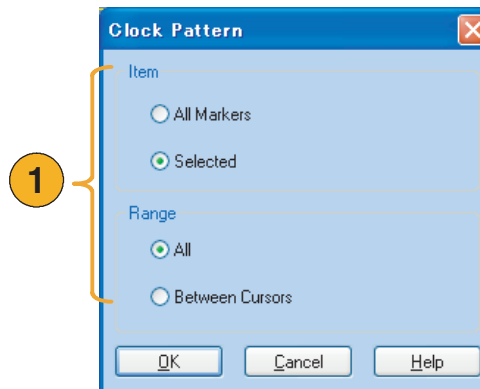 Clock Pattern
Item
All Markers
Selected
1
Range
All
Between Cursors
OK Cancel Help